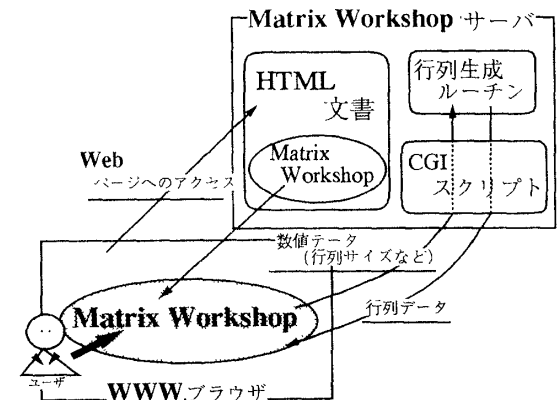 Matrix Workshop サーバ
HTML
文書
Matrix
Workshop
行列生成
ルーチン
CGI
スクリプト
Web
ページへのアクセス
数値データ
(行列サイズなど)
行列データ
Matrix Workshop
ユーザ
WWWブラウザ